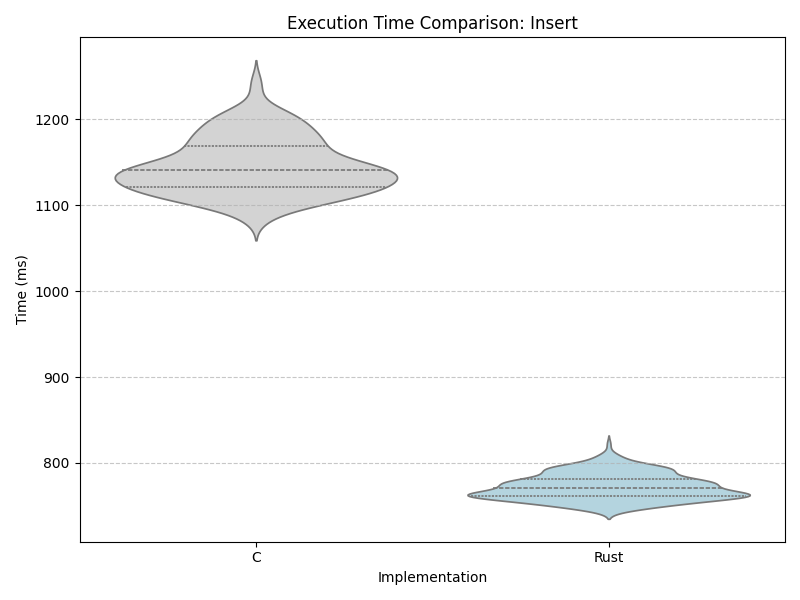 Execution Time Comparison: Insert
Time (ms)
1200
1100
1000
900
800
C
Rust
Implementation